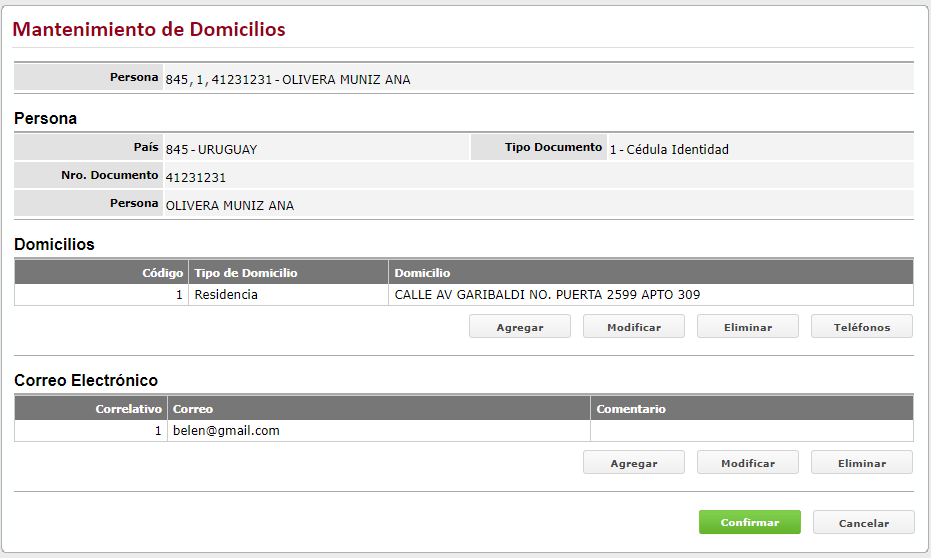 Mantenimiento de Domicilios
Persona 845, 1, 41231231 - OLIVERA MUNIZ ANA
Persona
País 845 - URUGUAY Tipo Documento 1 - Cédula Identidad
Nro. Documento 41231231
Persona OLIVERA MUNIZ ANA
Domicilios
Código Tipo de Domicilio Domicilio
1 Residencia CALLE AV GARIBALDI NO. PUERTA 2599 APTO 309
Agregar Modificar Eliminar Teléfonos
Correo Electrónico
Correlativo Correo Comentario
1 belen@gmail.com
Agregar Modificar Eliminar
Confirmar Cancelar